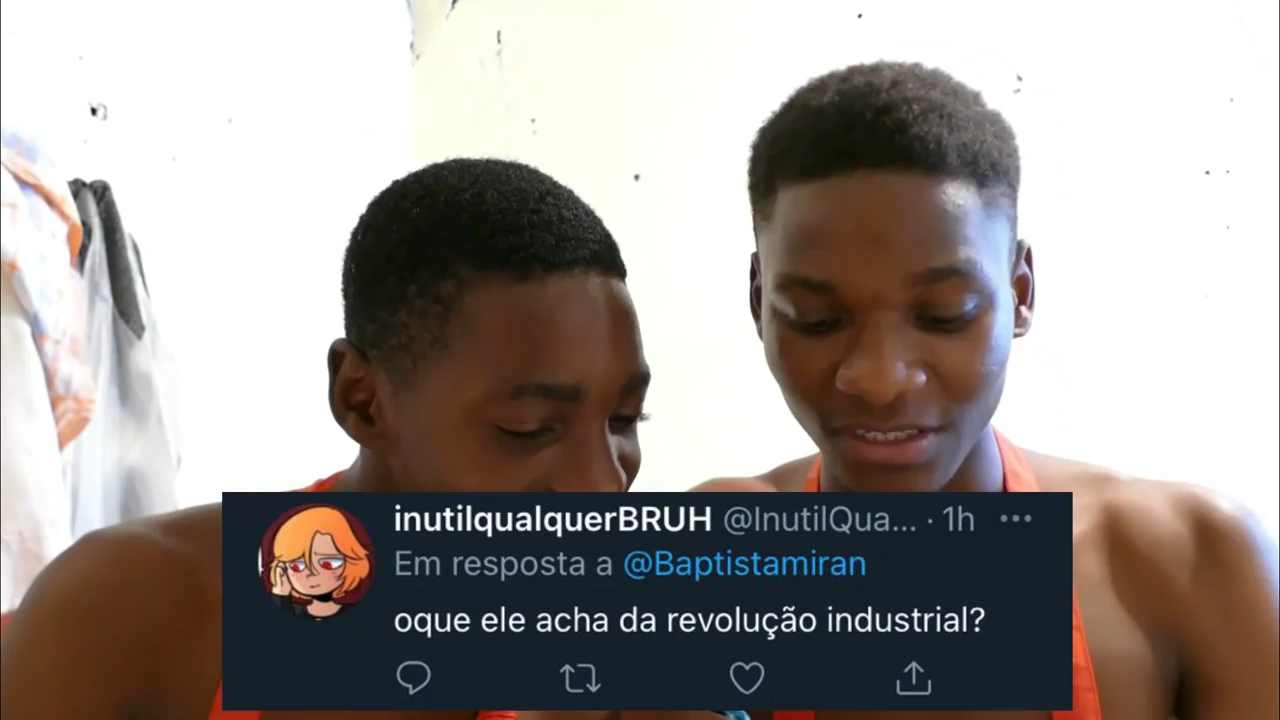 inutilqualquerBRUH @InutilQua... · 1h
Em resposta a @Baptistamiran
oque ele acha da revolução industrial?